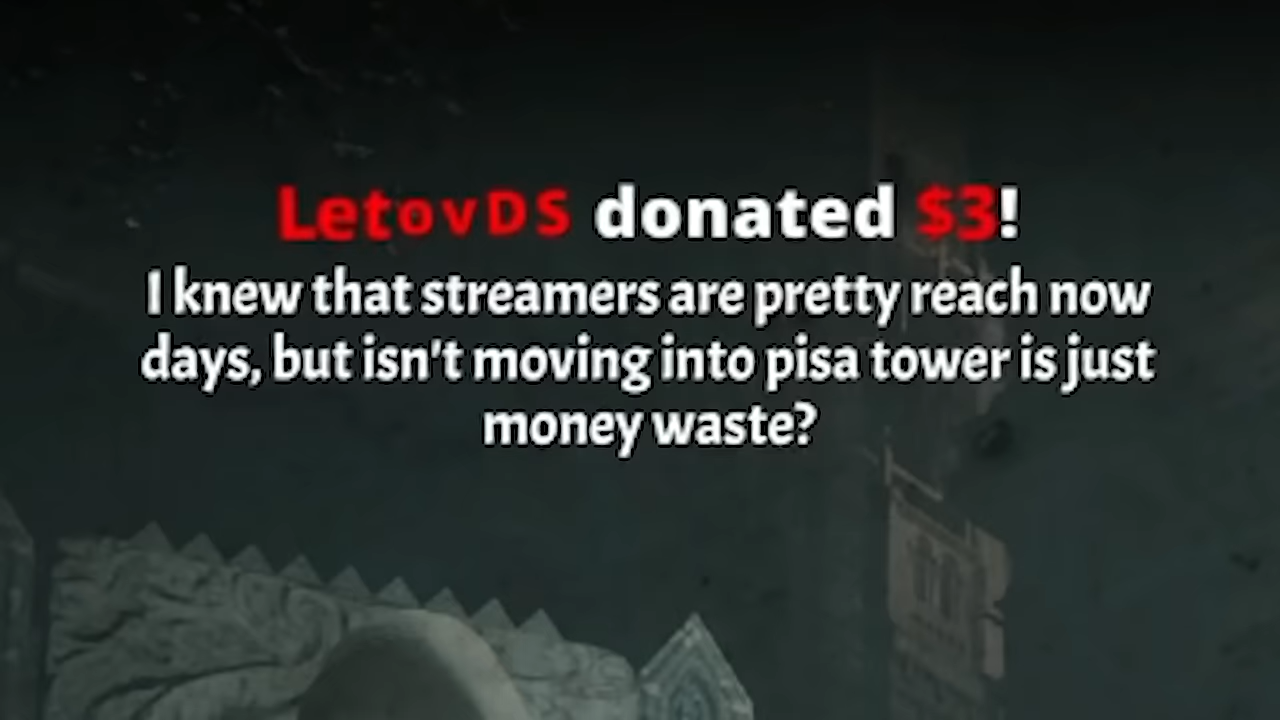 LetovDS donated $3!
I knew that streamers are pretty reach now
days, but isn't moving into pisa tower is just
money waste?